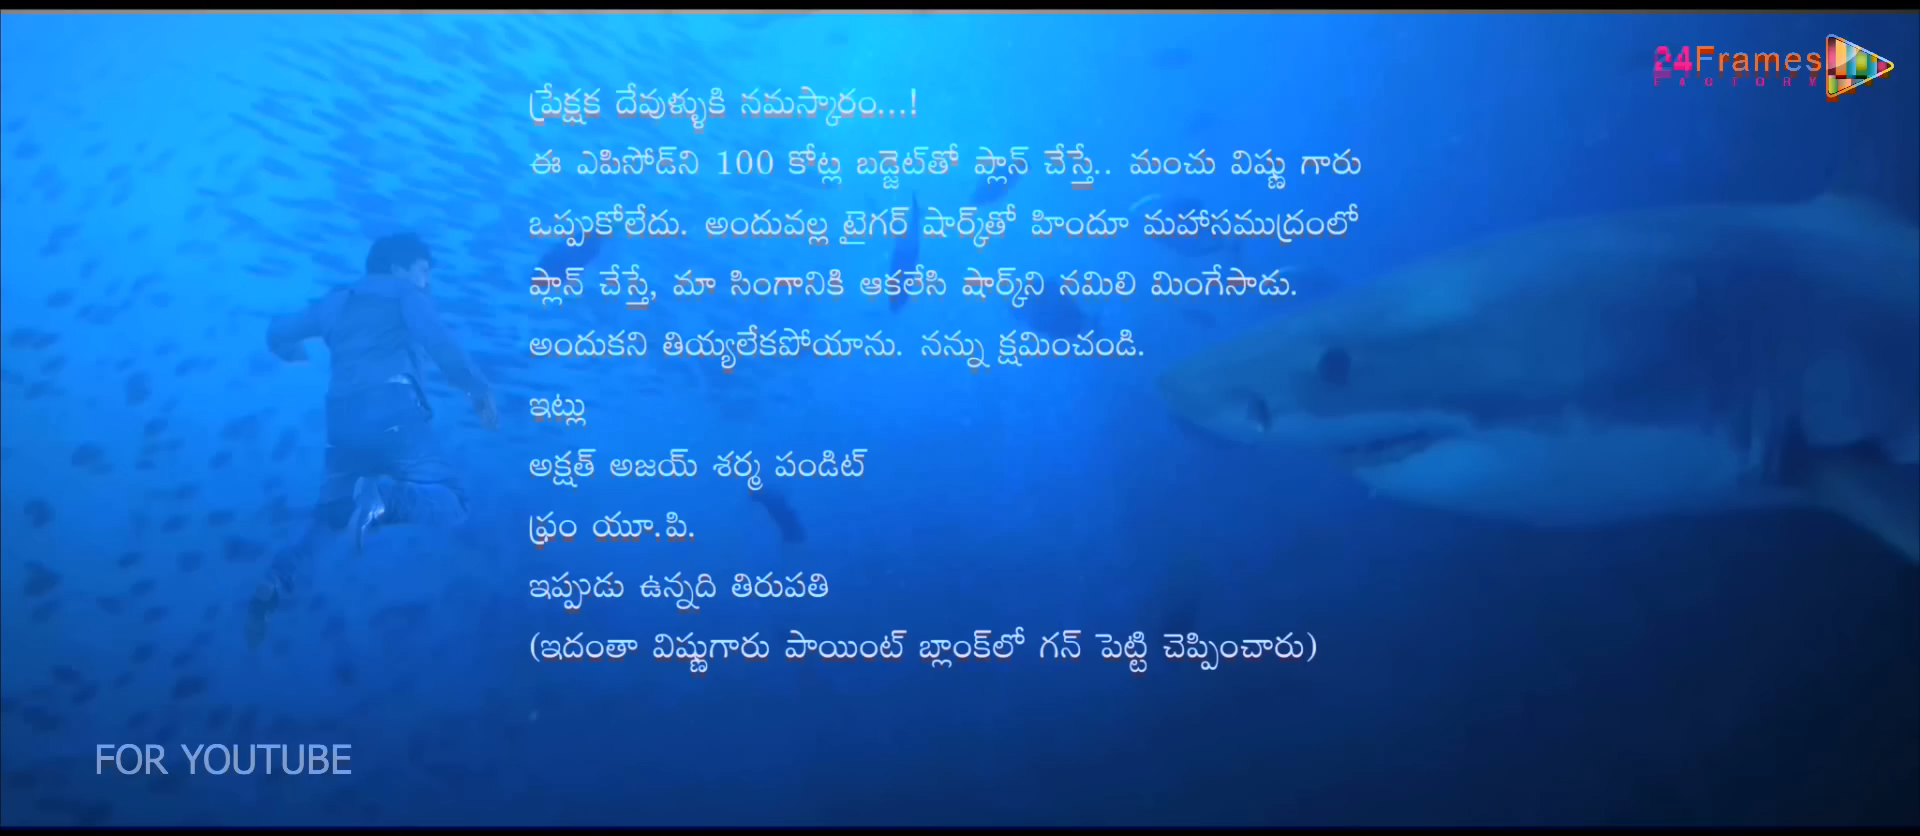 24Frames
FACTORY
ప్రేక్షక దేవుళ్ళుకి నమస్కారం...!
ఈ ఎపిసోడ్‌ని 100 కోట్ల బడ్జెట్‌తో ప్లాన్ చేస్తే.. మంచు విష్ణు గారు
ఒప్పుకోలేదు. అందువల్ల టైగర్ షార్క్‌తో హిందూ మహాసముద్రంలో
ప్లాన్ చేస్తే, మా సింగానికి ఆకలేసి షార్క్‌ని నమిలి మింగేసాడు.
అందుకని తియ్యలేకపోయాను. నన్ను క్షమించండి.
ఇట్లు
అక్షత్ అజయ్ శర్మ పండిట్
ఫ్రం యూ.పి.
ఇప్పుడు ఉన్నది తిరుపతి
(ఇదంతా విష్ణుగారు పాయింట్ బ్లాంక్‌లో గన్ పెట్టి చెప్పించారు)
FOR YOUTUBE